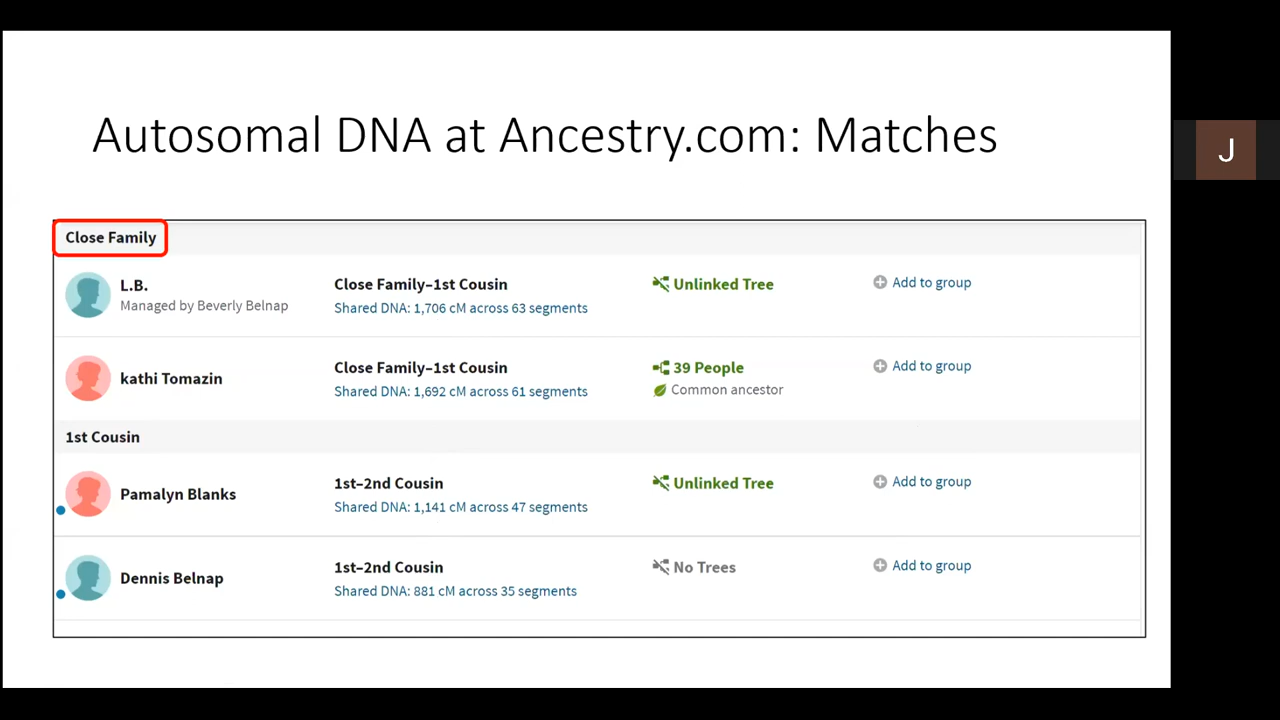 Autosomal DNA at Ancestry.com: Matches
J
Close Family
L.B.
Managed by Beverly Belnap
Close Family–1st Cousin
Shared DNA: 1,706 cM across 63 segments
Unlinked Tree
Add to group
kathi Tomazin
Close Family–1st Cousin
Shared DNA: 1,692 cM across 61 segments
39 People
Common ancestor
Add to group
1st Cousin
Pamalyn Blanks
1st–2nd Cousin
Shared DNA: 1,141 cM across 47 segments
Unlinked Tree
Add to group
Dennis Belnap
1st–2nd Cousin
Shared DNA: 881 cM across 35 segments
No Trees
Add to group